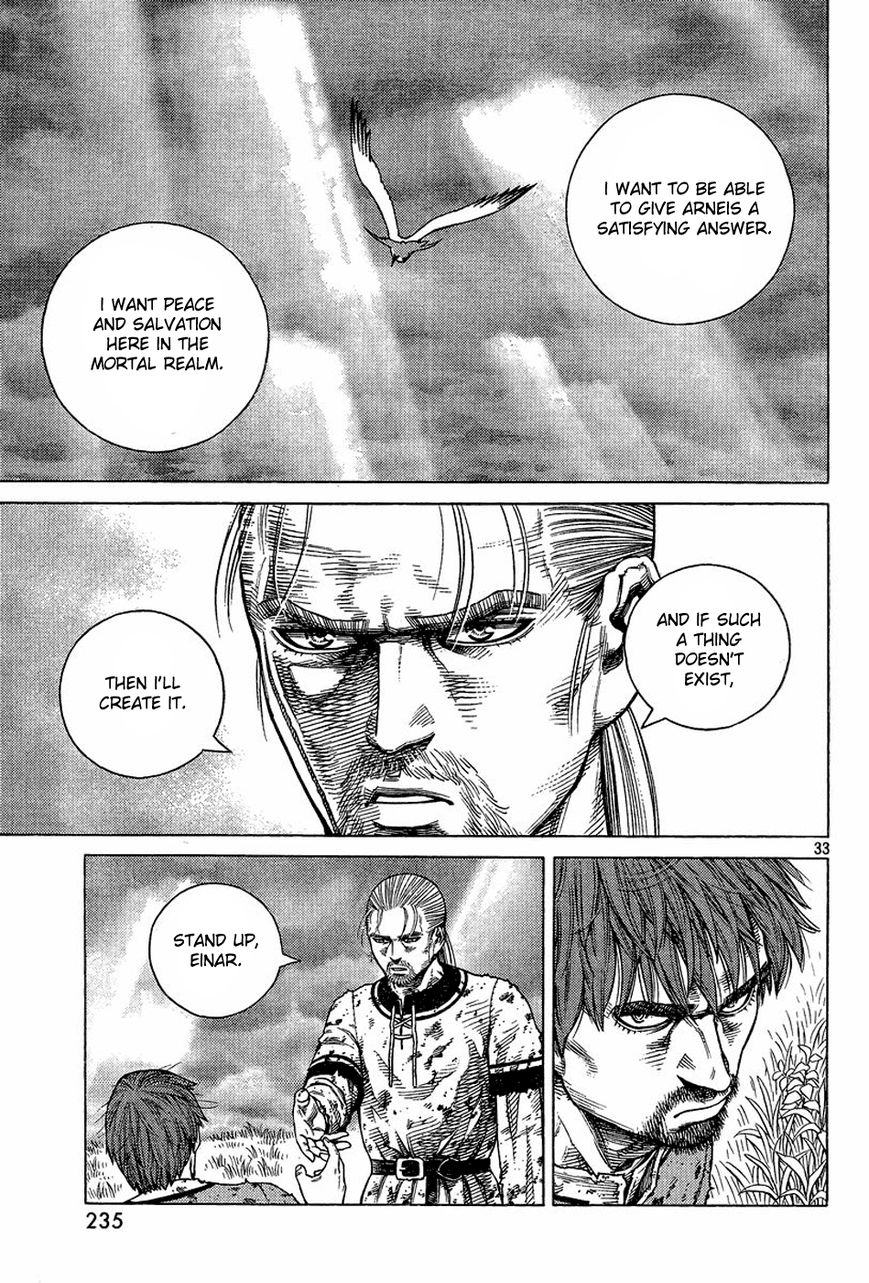 I WANT TO BE ABLE
TO GIVE ARNEIS A
SATISFYING ANSWER.
I WANT PEACE
AND SALVATION
HERE IN THE
MORTAL REALM.
AND IF SUCH
A THING
DOESN'T
EXIST,
THEN I'LL
CREATE IT.
33
STAND UP,
EINAR.
235